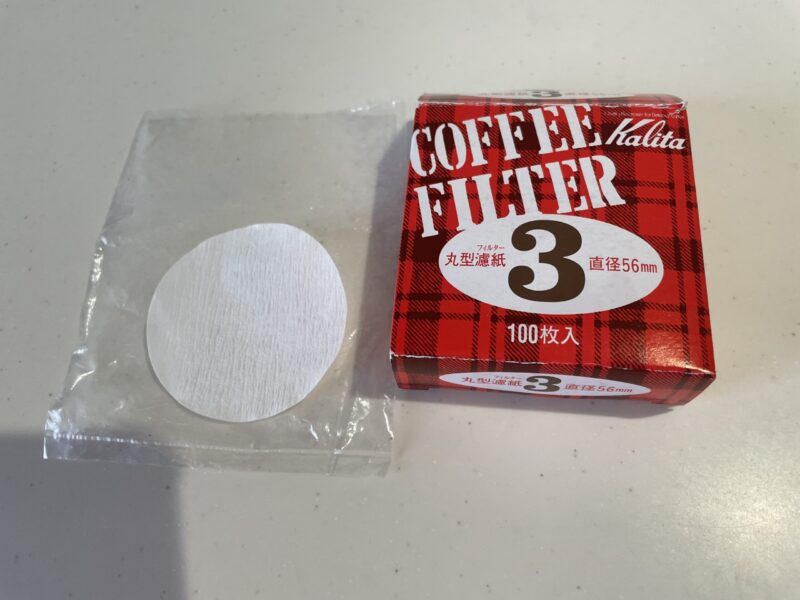 3
COFFEE Kalita
FILTER
フィルター
丸型濾紙 3 直径56mm
100枚入
フィルター
丸型濾紙 3 直径56mm